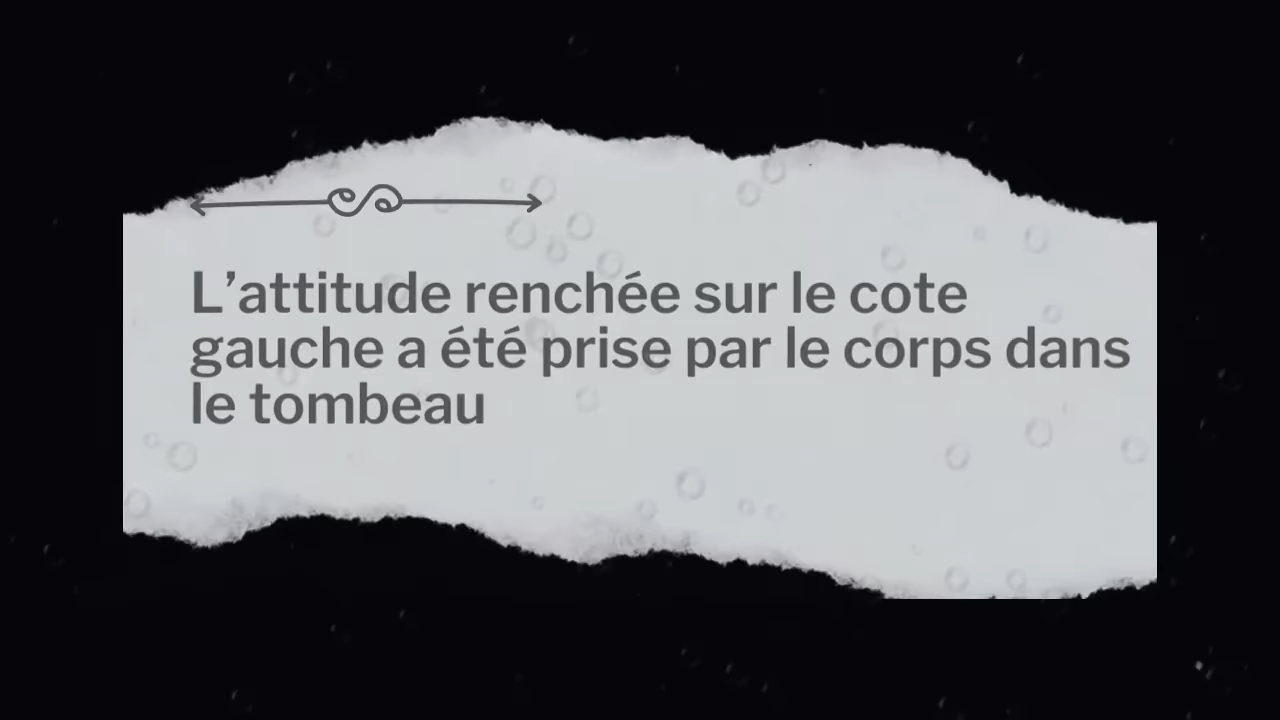 L’attitude renchée sur le cote
gauche a été prise par le corps dans
le tombeau